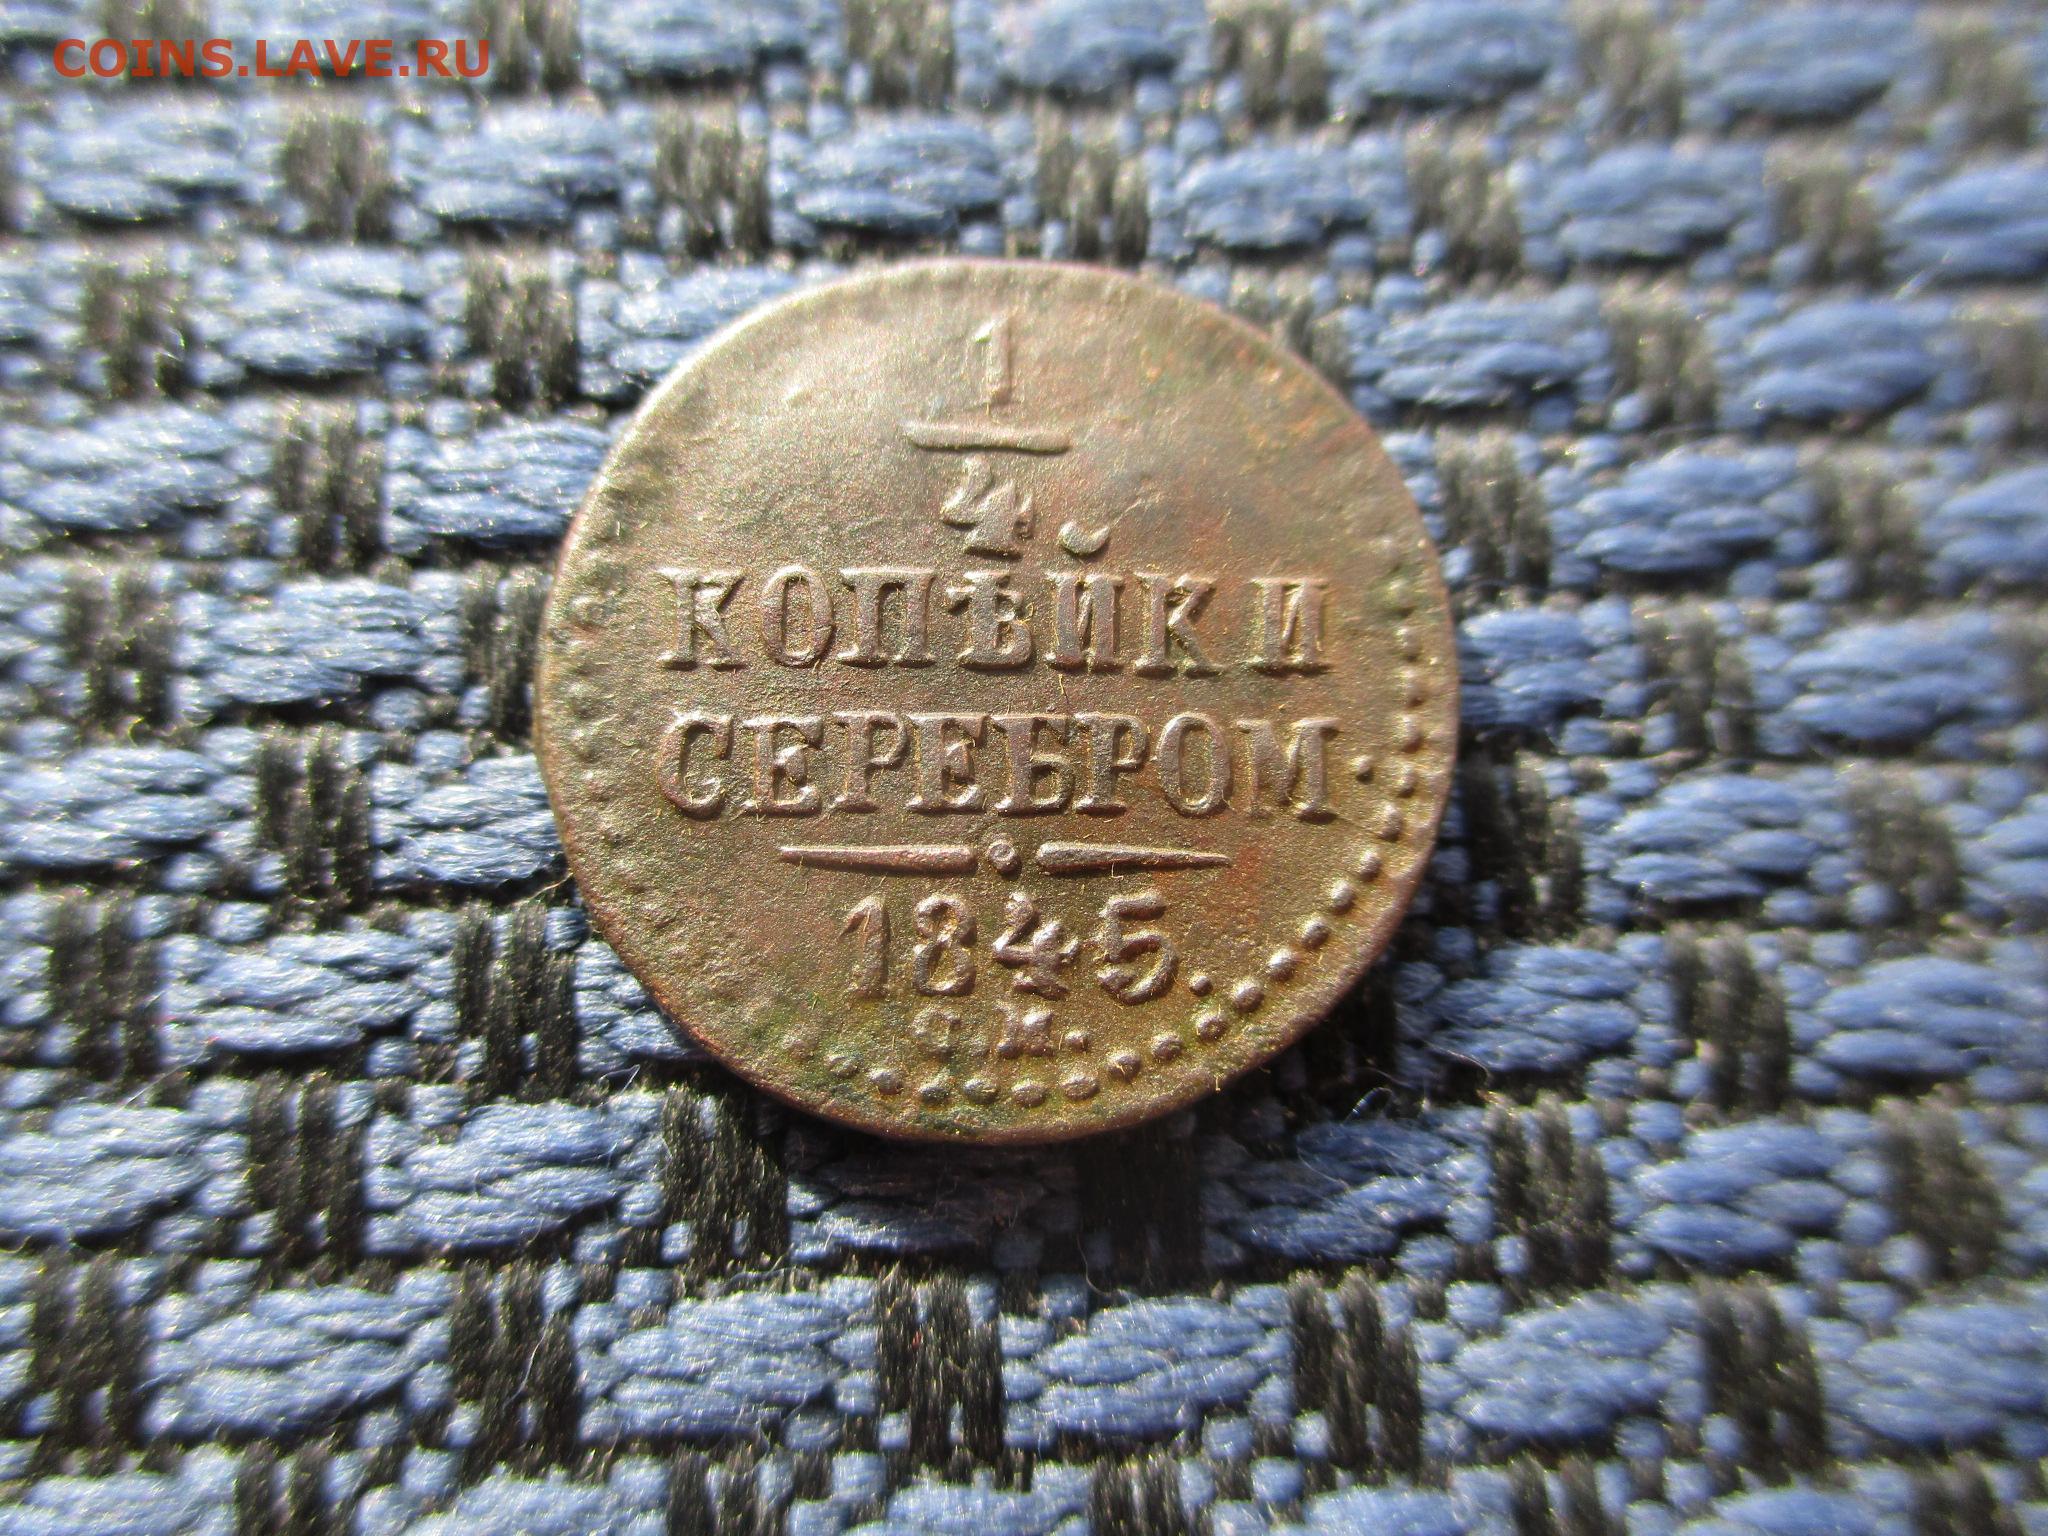 COINS.LAVE.RU
1
4
КОПѢЙКИ
СЕРЕБРОМ.
1845.
С.М.